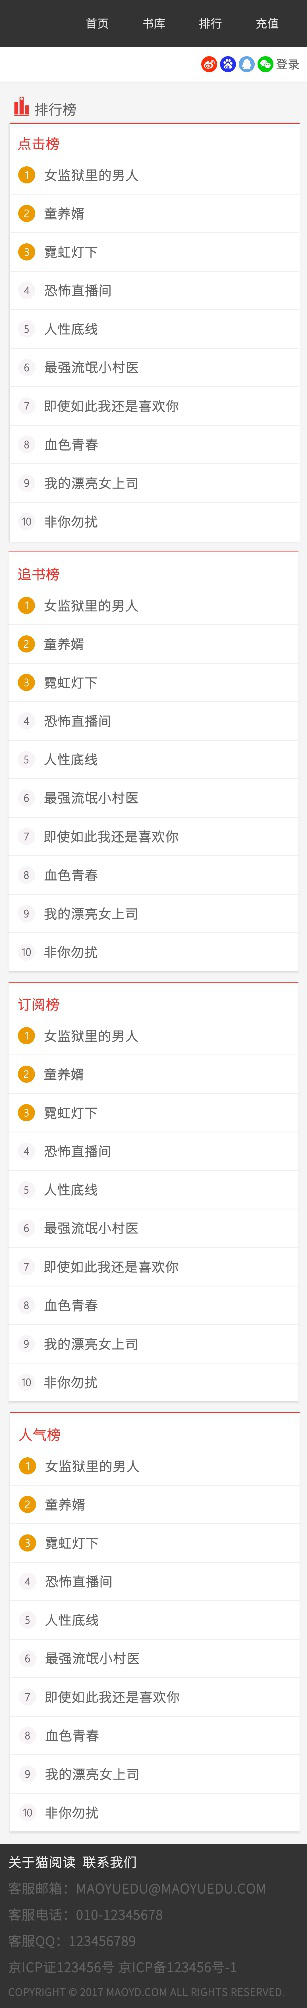 首页 书库 排行 充值
登录
排行榜
点击榜
1 女监狱里的男人
2 童养婿
3 霓虹灯下
4 恐怖直播间
5 人性底线
6 最强流氓小村医
7 即使如此我还是喜欢你
8 血色青春
9 我的漂亮女上司
10 非你勿扰
追书榜
1 女监狱里的男人
2 童养婿
3 霓虹灯下
4 恐怖直播间
5 人性底线
6 最强流氓小村医
7 即使如此我还是喜欢你
8 血色青春
9 我的漂亮女上司
10 非你勿扰
订阅榜
1 女监狱里的男人
2 童养婿
3 霓虹灯下
4 恐怖直播间
5 人性底线
6 最强流氓小村医
7 即使如此我还是喜欢你
8 血色青春
9 我的漂亮女上司
10 非你勿扰
人气榜
1 女监狱里的男人
2 童养婿
3 霓虹灯下
4 恐怖直播间
5 人性底线
6 最强流氓小村医
7 即使如此我还是喜欢你
8 血色青春
9 我的漂亮女上司
10 非你勿扰
关于猫阅读 联系我们
客服邮箱：MAOYUEDU@MAOYUEDU.COM
客服电话：010-12345678
客服QQ：123456789
京ICP证123456号 京ICP备123456号-1
COPYRIGHT © 2017 MAOYD.COM ALL RIGHTS RESERVED.